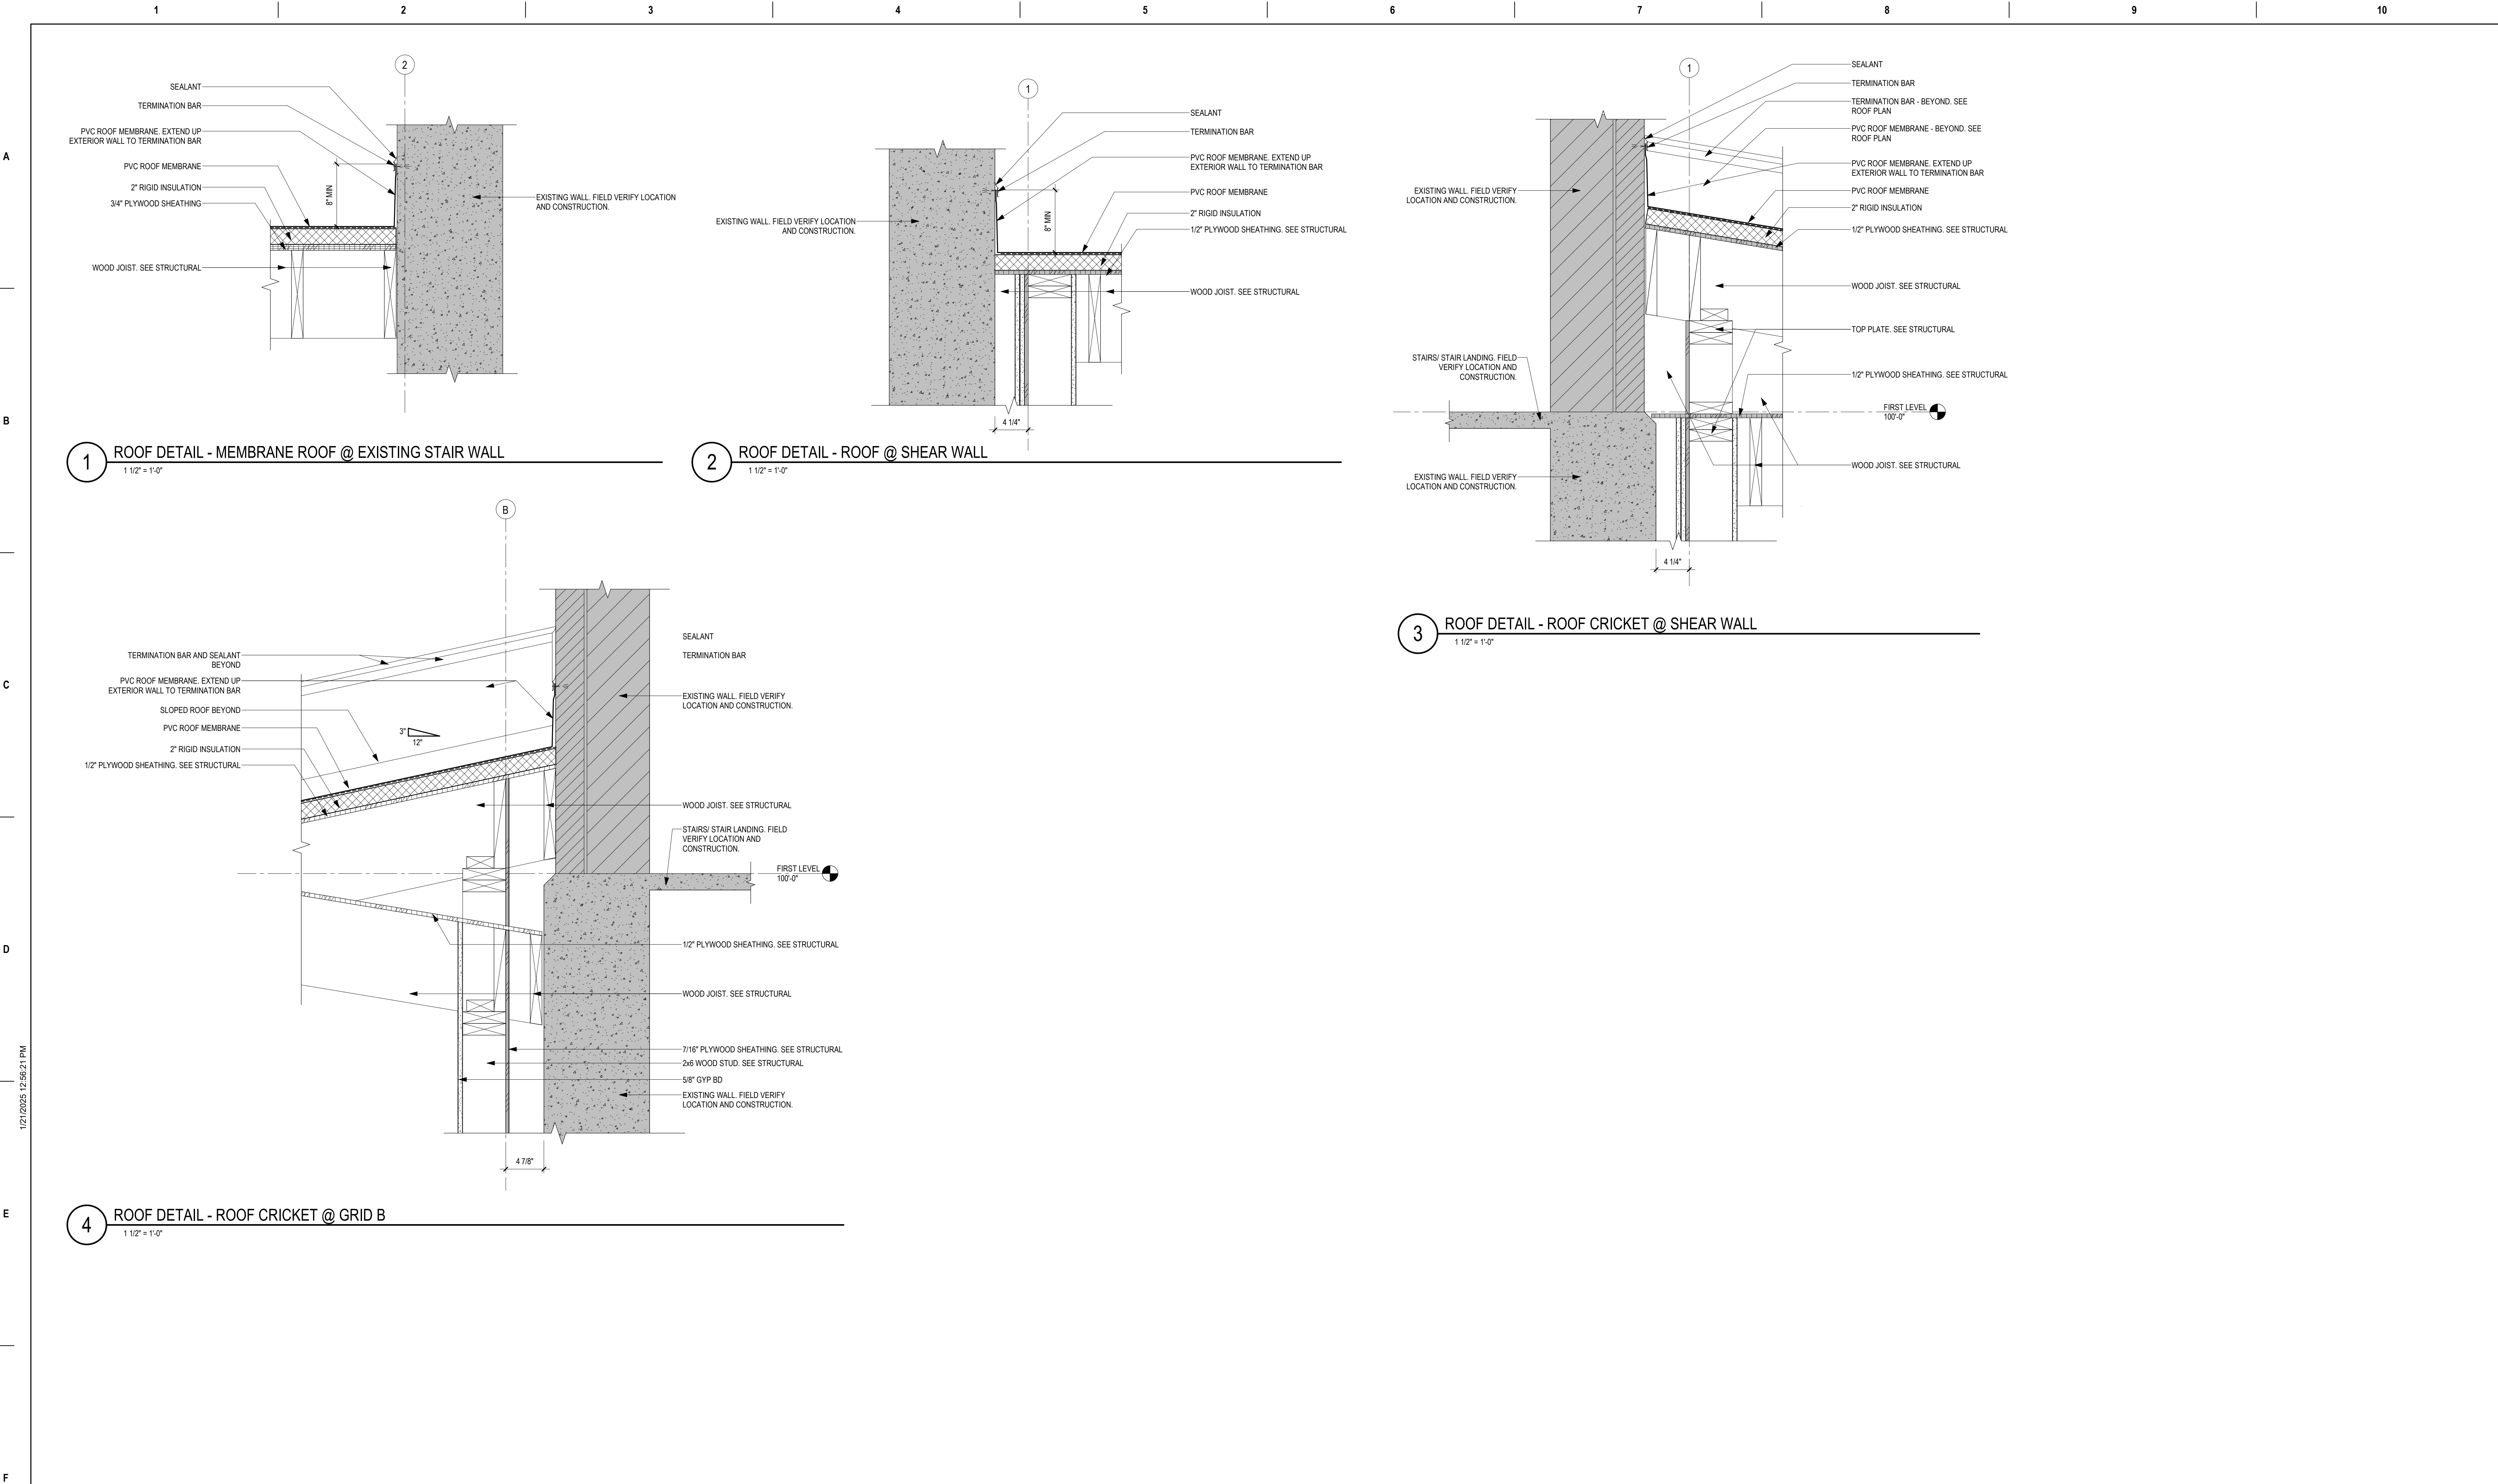 1 2 3 4 5 6 7 8 9 10
A
B
C
D
E
F
1/21/2025 12:56:21 PM
2
SEALANT
TERMINATION BAR
PVC ROOF MEMBRANE. EXTEND UP
EXTERIOR WALL TO TERMINATION BAR
PVC ROOF MEMBRANE
2" RIGID INSULATION
3/4" PLYWOOD SHEATHING
WOOD JOIST. SEE STRUCTURAL
8" MIN
EXISTING WALL. FIELD VERIFY LOCATION
AND CONSTRUCTION.
1
ROOF DETAIL - MEMBRANE ROOF @ EXISTING STAIR WALL
1 1/2" = 1'-0"
1
EXISTING WALL. FIELD VERIFY LOCATION
AND CONSTRUCTION.
SEALANT
TERMINATION BAR
PVC ROOF MEMBRANE. EXTEND UP
EXTERIOR WALL TO TERMINATION BAR
PVC ROOF MEMBRANE
2" RIGID INSULATION
1/2" PLYWOOD SHEATHING. SEE STRUCTURAL
WOOD JOIST. SEE STRUCTURAL
8" MIN
4 1/4"
2
ROOF DETAIL - ROOF @ SHEAR WALL
1 1/2" = 1'-0"
1
EXISTING WALL. FIELD VERIFY
LOCATION AND CONSTRUCTION.
STAIRS/ STAIR LANDING. FIELD
VERIFY LOCATION AND
CONSTRUCTION.
EXISTING WALL. FIELD VERIFY
LOCATION AND CONSTRUCTION.
SEALANT
TERMINATION BAR
TERMINATION BAR - BEYOND. SEE
ROOF PLAN
PVC ROOF MEMBRANE - BEYOND. SEE
ROOF PLAN
PVC ROOF MEMBRANE. EXTEND UP
EXTERIOR WALL TO TERMINATION BAR
PVC ROOF MEMBRANE
2" RIGID INSULATION
1/2" PLYWOOD SHEATHING. SEE STRUCTURAL
WOOD JOIST. SEE STRUCTURAL
TOP PLATE. SEE STRUCTURAL
1/2" PLYWOOD SHEATHING. SEE STRUCTURAL
FIRST LEVEL
100'-0"
WOOD JOIST. SEE STRUCTURAL
4 1/4"
3
ROOF DETAIL - ROOF CRICKET @ SHEAR WALL
1 1/2" = 1'-0"
B
TERMINATION BAR AND SEALANT
BEYOND
PVC ROOF MEMBRANE. EXTEND UP
EXTERIOR WALL TO TERMINATION BAR
SLOPED ROOF BEYOND
PVC ROOF MEMBRANE
2" RIGID INSULATION
1/2" PLYWOOD SHEATHING. SEE STRUCTURAL
3"
12"
SEALANT
TERMINATION BAR
EXISTING WALL. FIELD VERIFY
LOCATION AND CONSTRUCTION.
WOOD JOIST. SEE STRUCTURAL
STAIRS/ STAIR LANDING. FIELD
VERIFY LOCATION AND
CONSTRUCTION.
FIRST LEVEL
100'-0"
1/2" PLYWOOD SHEATHING. SEE STRUCTURAL
WOOD JOIST. SEE STRUCTURAL
7/16" PLYWOOD SHEATHING. SEE STRUCTURAL
2x6 WOOD STUD. SEE STRUCTURAL
5/8" GYP BD
EXISTING WALL. FIELD VERIFY
LOCATION AND CONSTRUCTION.
4 7/8"
4
ROOF DETAIL - ROOF CRICKET @ GRID B
1 1/2" = 1'-0"